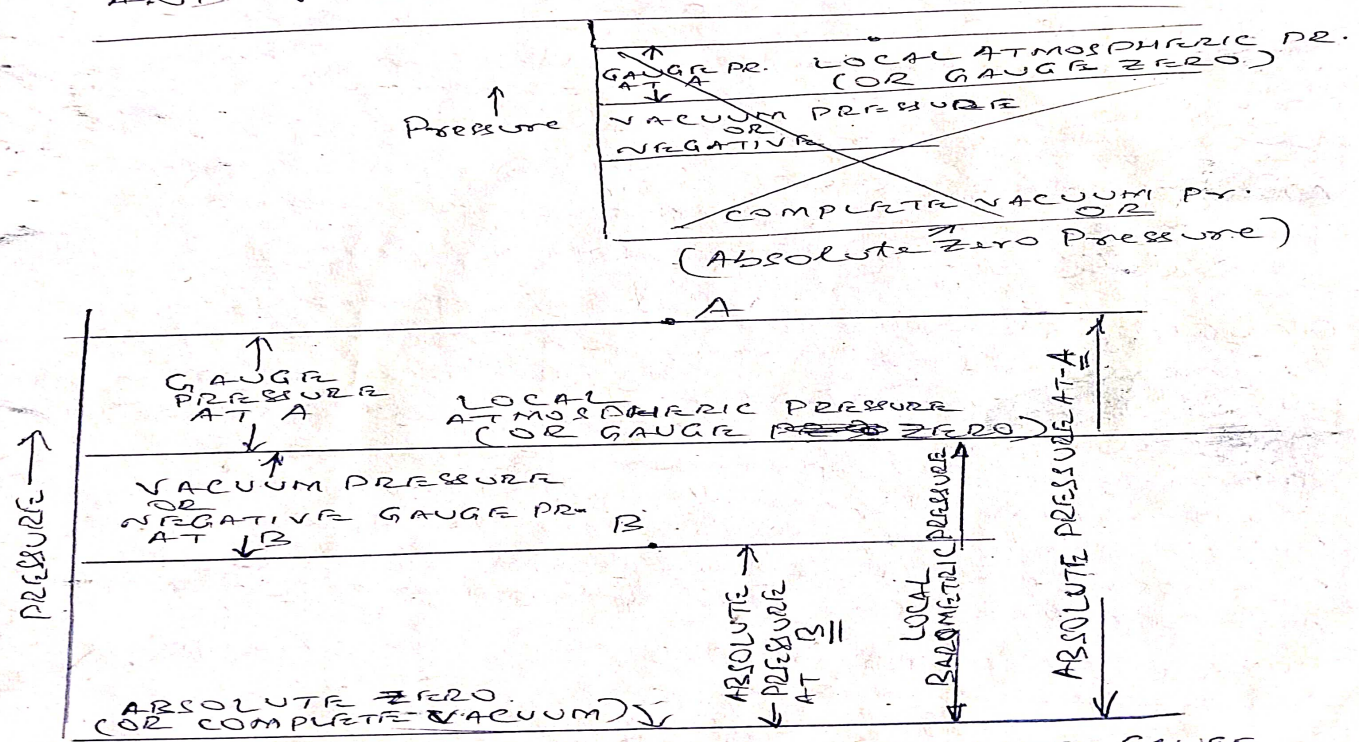 GAUGE PR.
AT A
LOCAL ATMOSPHERIC PR.
(OR GAUGE ZERO)
↑
Pressure
VACUUM PRESSURE
OR
NEGATIVE
COMPLETE VACUUM Pr.
OR
(Absolute Zero Pressure)
A
GAUGE
PRESSURE
AT A
LOCAL
ATMOSPHERIC PRESSURE
(OR GAUGE ZERO)
VACUUM PRESSURE
OR
NEGATIVE GAUGE PR.
AT B
B
PRESSURE →
ABSOLUTE
PRESSURE
AT B
LOCAL
BAROMETRIC PRESSURE
ABSOLUTE PRESSURE AT-A
ABSOLUTE ZERO
(OR COMPLETE VACUUM)